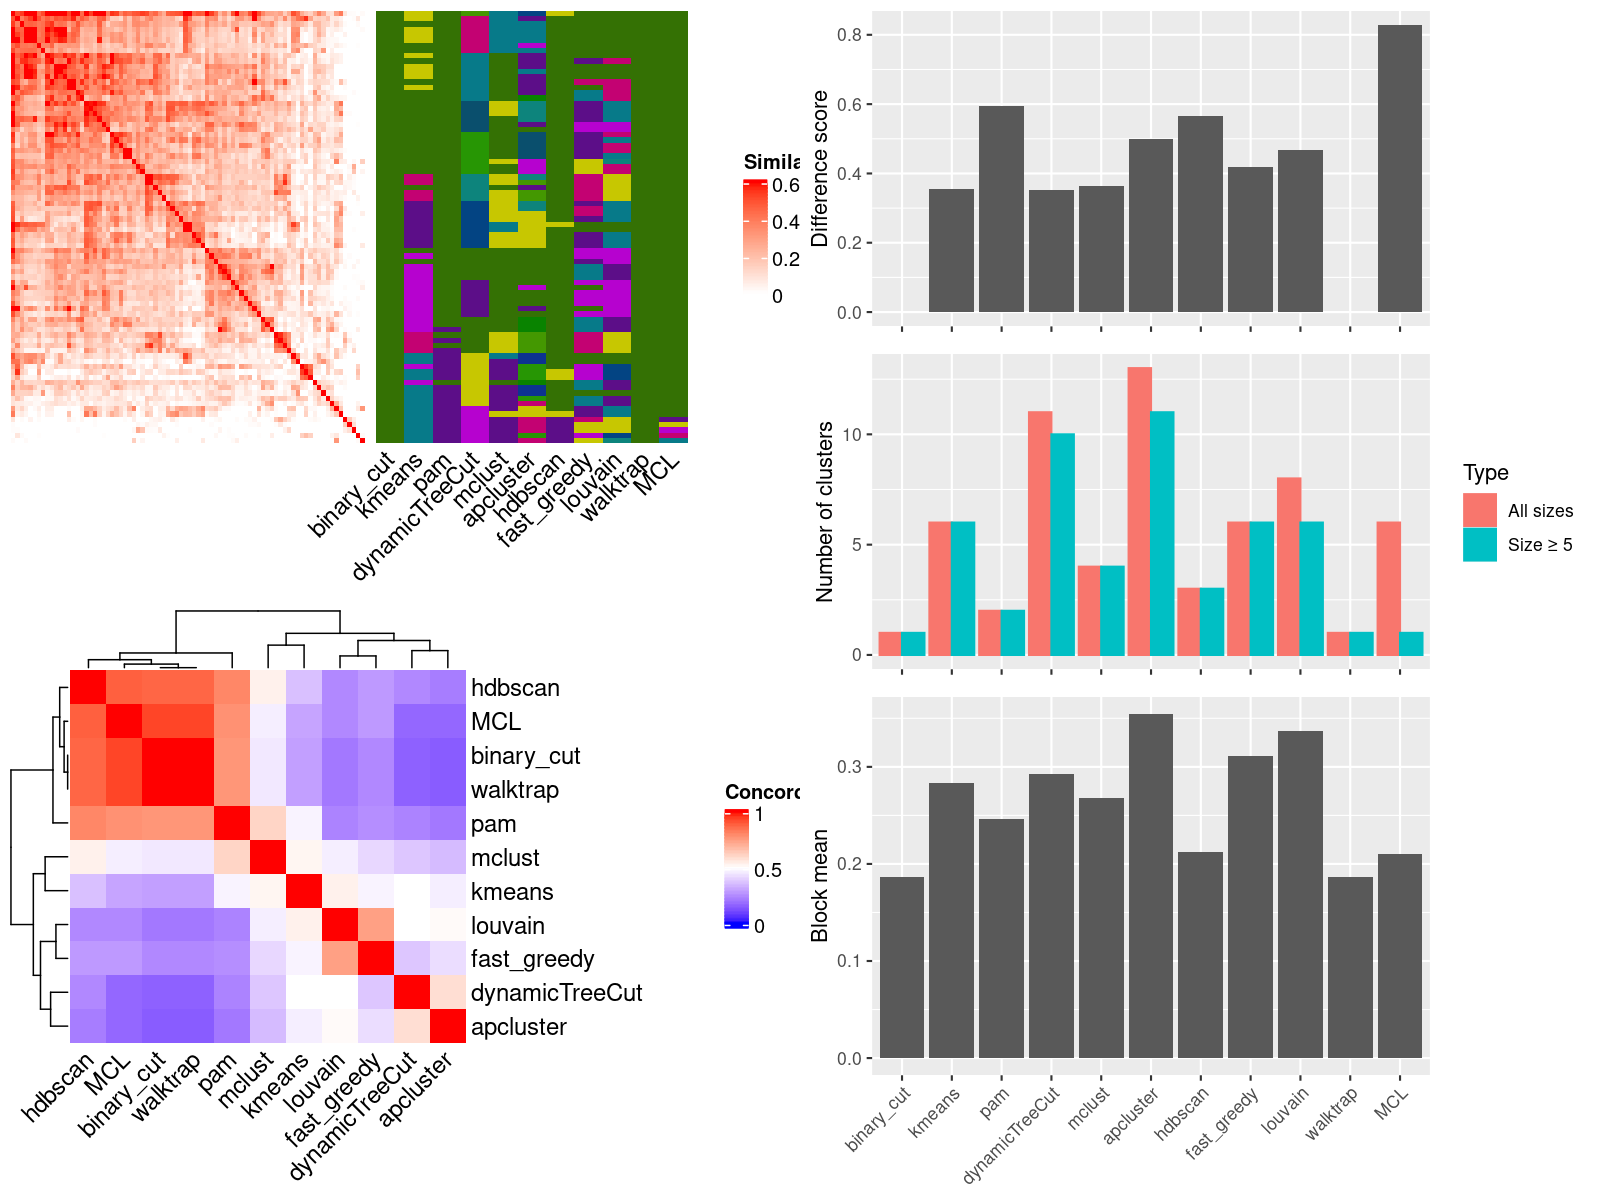 Simila
0.6
0.4
0.2
0
binary_cut
kmeans
pam
dynamicTreeCut
mclust
apcluster
hdbscan
fast_greedy
louvain
walktrap
MCL
hdbscan
MCL
binary_cut
walktrap
pam
mclust
kmeans
louvain
fast_greedy
dynamicTreeCut
apcluster
hdbscan
MCL
binary_cut
walktrap
pam
mclust
kmeans
louvain
fast_greedy
dynamicTreeCut
apcluster
Concord
1
0.5
0
Difference score
0.8
0.6
0.4
0.2
0.0
Number of clusters
10
5
0
Type
All sizes
Size ≥ 5
Block mean
0.3
0.2
0.1
0.0
binary_cut
kmeans
pam
dynamicTreeCut
mclust
apcluster
hdbscan
fast_greedy
louvain
walktrap
MCL